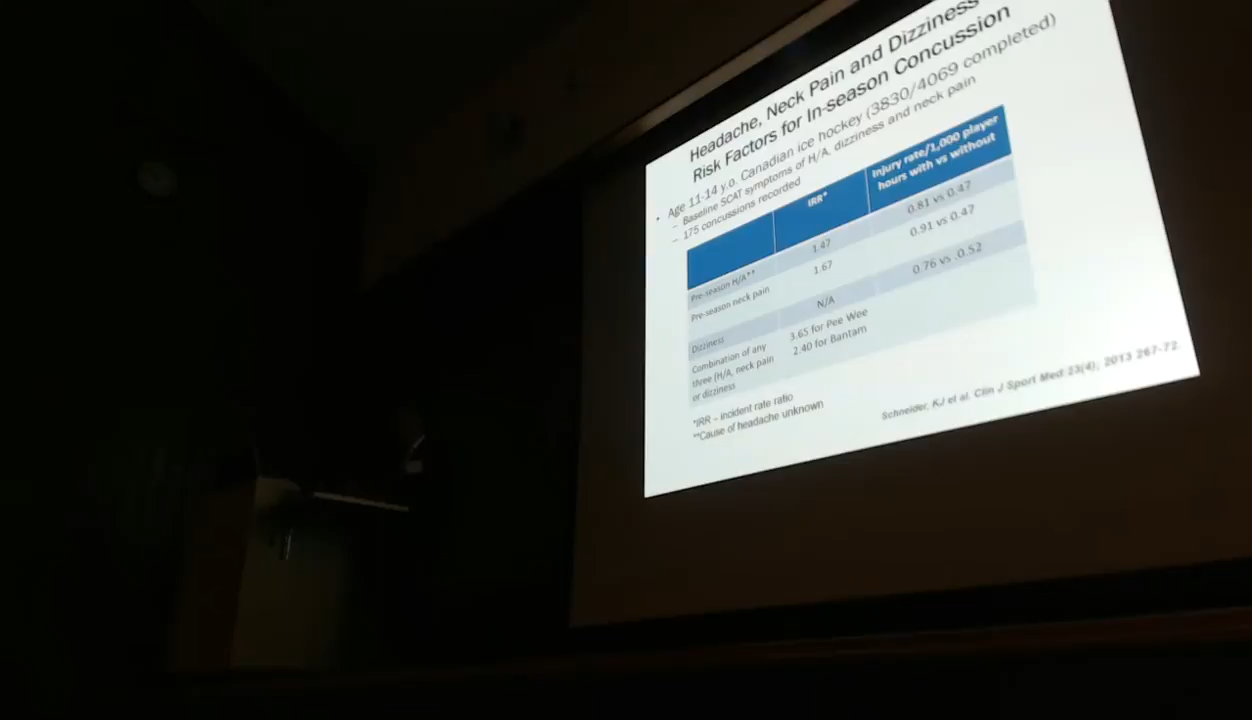 Headache, Neck Pain and Dizziness
Risk Factors for In-season Concussion
• Age 11-14 y.o. Canadian ice hockey (3830/4069 completed)
– Baseline SCAT symptoms of H/A, dizziness and neck pain
– 175 concussions recorded
IRR*
Injury rate/1,000 player
hours with vs without
Pre-season H/A**
1.47
0.81 vs 0.47
Pre-season neck pain
1.67
0.91 vs 0.47
Dizziness
N/A
0.76 vs .0.52
Combination of any
three (H/A, neck pain
or dizziness
3.65 for Pee Wee
2.40 for Bantam
*IRR – incident rate ratio
**Cause of headache unknown
Schneider, KJ et al. Clin J Sport Med 23(4); 2013 267-72.